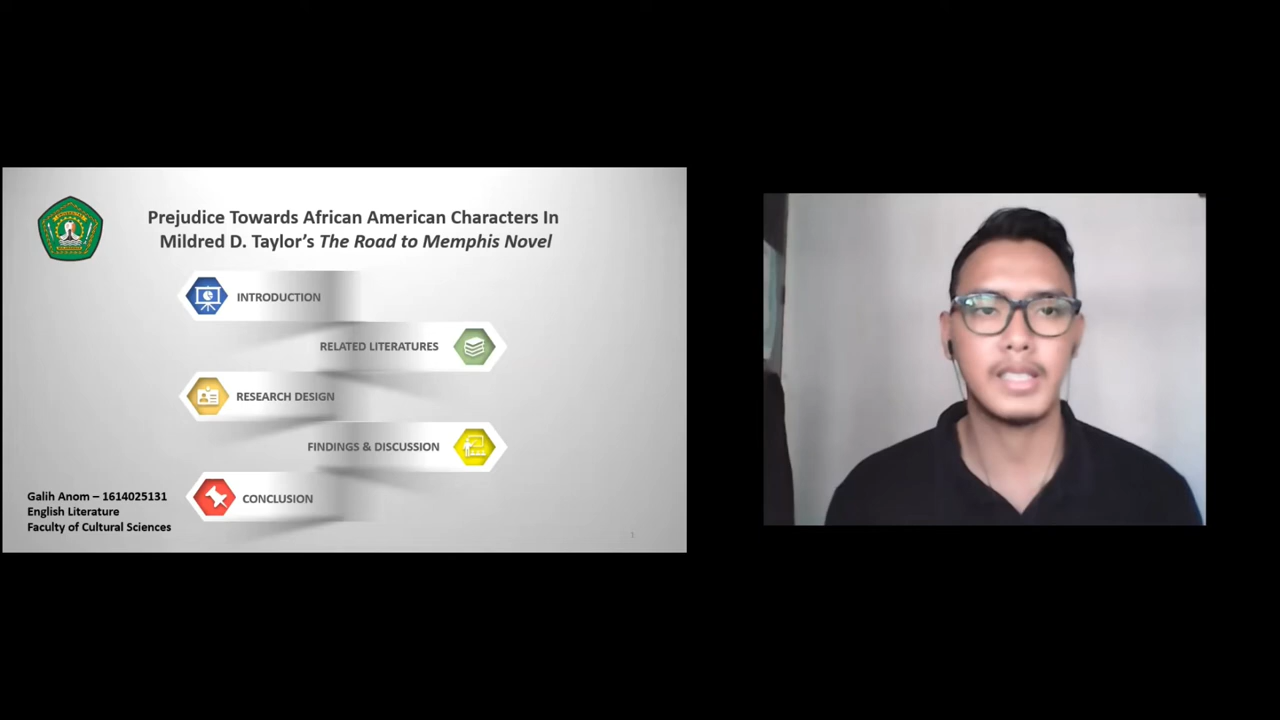 Prejudice Towards African American Characters In
Mildred D. Taylor's The Road to Memphis Novel
INTRODUCTION
RELATED LITERATURES
RESEARCH DESIGN
FINDINGS & DISCUSSION
CONCLUSION
Galih Anom – 1614025131
English Literature
Faculty of Cultural Sciences
1